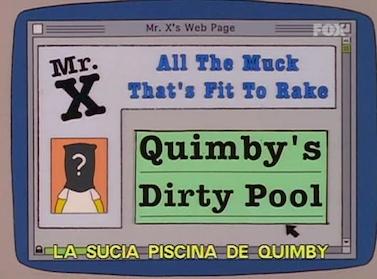 Mr. X's Web Page
FOX
Mr.
X
All The Muck
That's Fit To Rake
?
Quimby's
Dirty Pool
LA SUCIA PISCINA DE QUIMBY